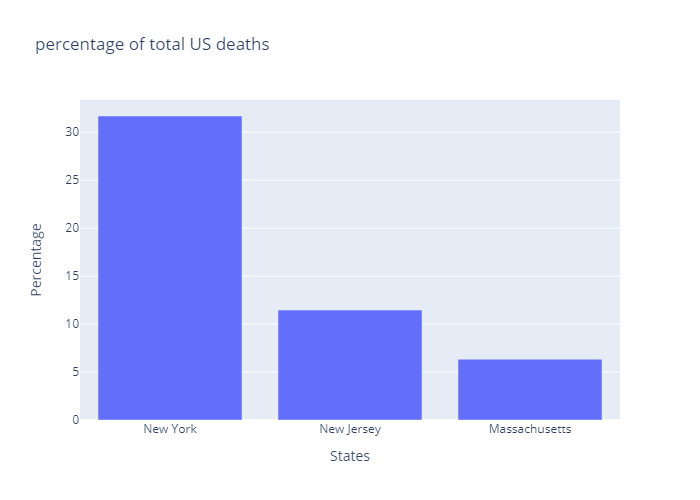 percentage of total US deaths
30
25
20
15
10
5
0
Percentage
New York
New Jersey
Massachusetts
States